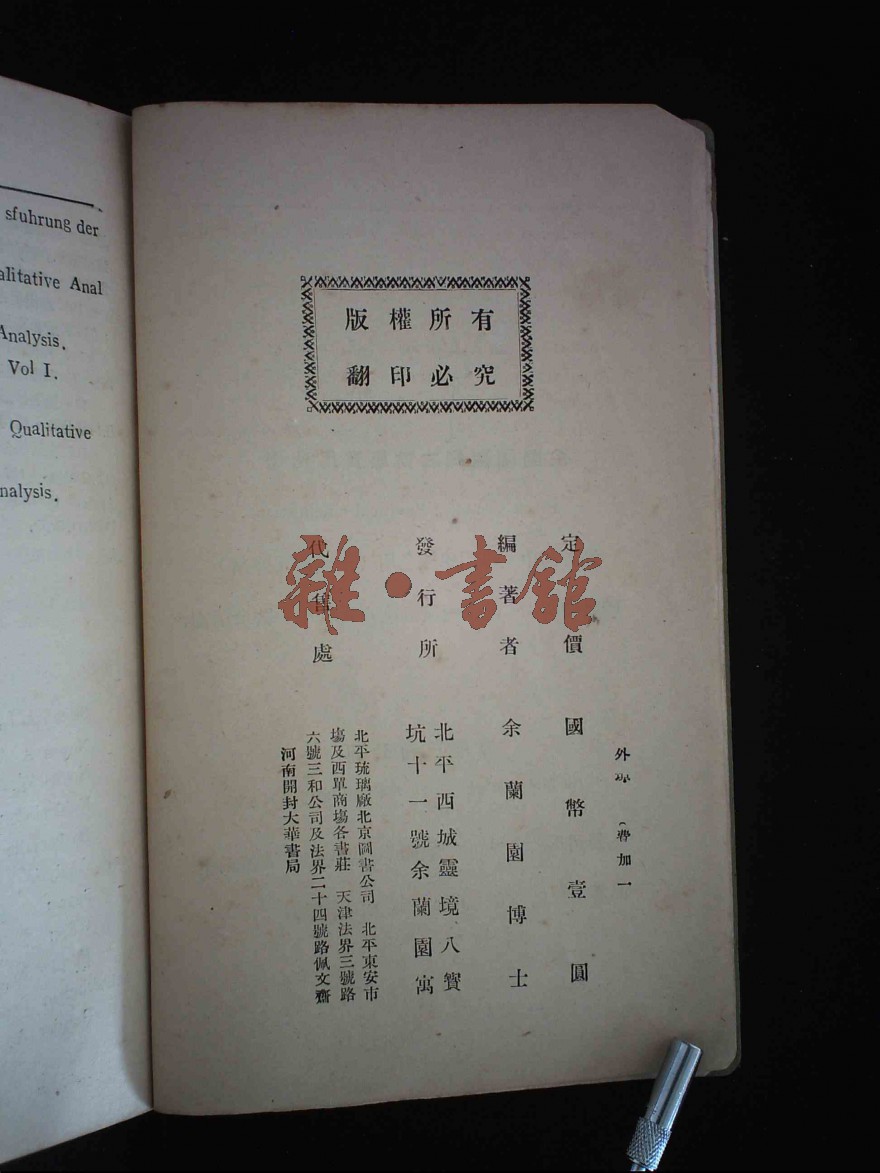 sfuhrung der
alitative Anal
Analysis.
Vol I.
Qualitative
nalysis.
版權所有
翻印必究
外埠(費加一
定價國幣壹圓
編著者 余蘭園博士
發行所 北平西城靈境八寳
坑十一號余蘭園寓
代售處 北平琉璃廠北京圖書公司 北平東安市
塲及西單商塲各書莊 天津法界三號路
六號三和公司及法界二十四號路佩文齋
河南開封大華書局
雜·書館